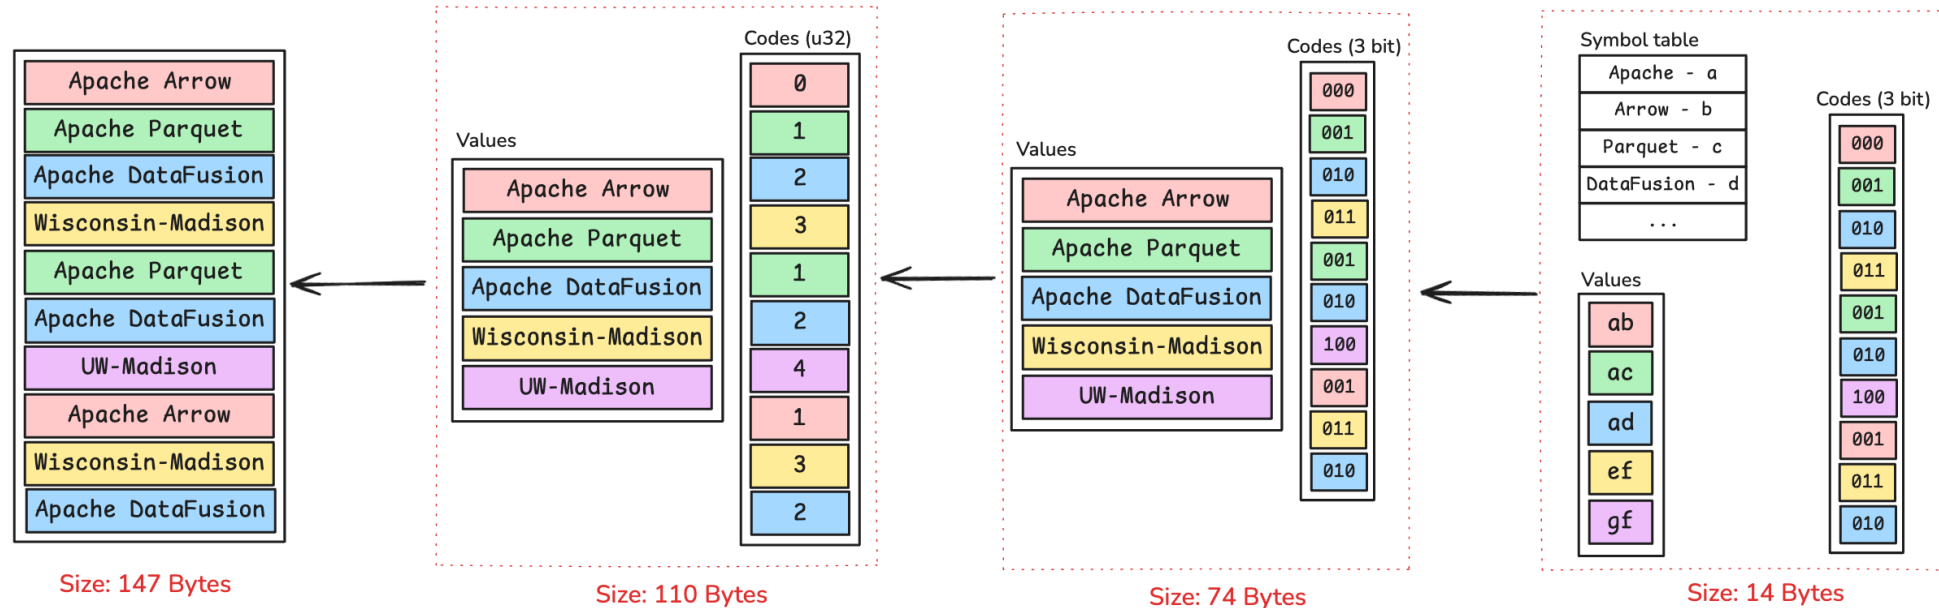 Apache Arrow
Apache Parquet
Apache DataFusion
Wisconsin-Madison
Apache Parquet
Apache DataFusion
UW-Madison
Apache Arrow
Wisconsin-Madison
Apache DataFusion
Size: 147 Bytes
Values
Apache Arrow
Apache Parquet
Apache DataFusion
Wisconsin-Madison
UW-Madison
Codes (u32)
0
1
2
3
1
2
4
1
3
2
Size: 110 Bytes
Values
Apache Arrow
Apache Parquet
Apache DataFusion
Wisconsin-Madison
UW-Madison
Codes (3 bit)
000
001
010
011
001
010
100
001
011
010
Size: 74 Bytes
Symbol table
Apache - a
Arrow - b
Parquet - c
DataFusion - d
...
Values
ab
ac
ad
ef
gf
Codes (3 bit)
000
001
010
011
001
010
100
001
011
010
Size: 14 Bytes